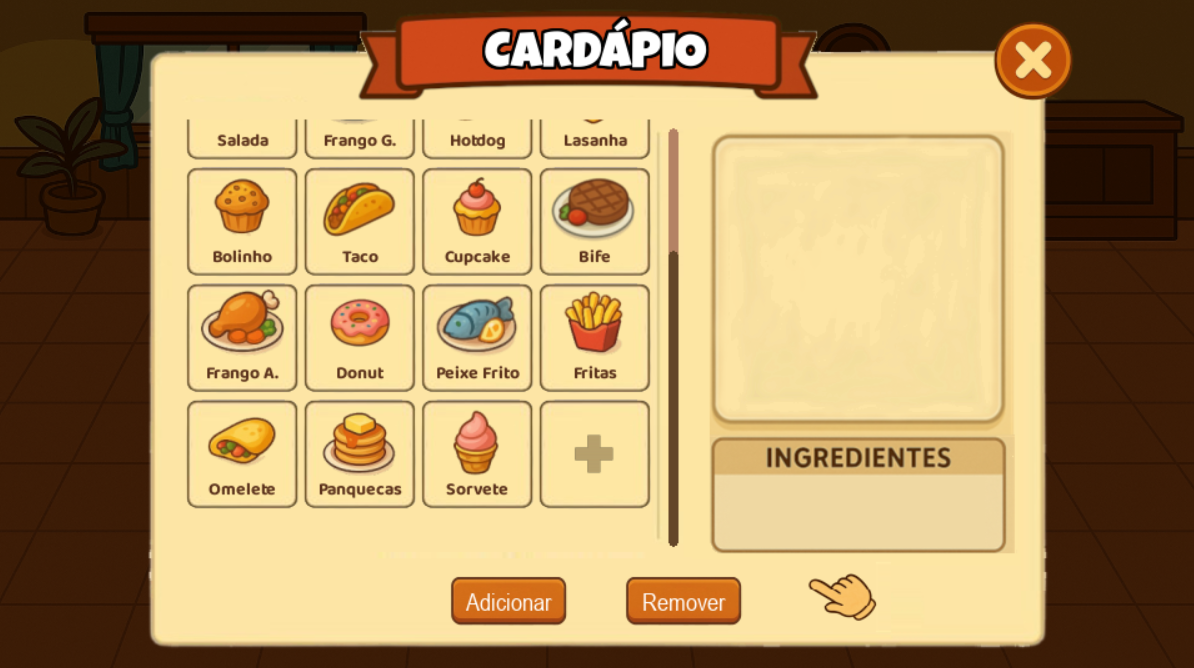 CARDÁPIO
Salada
Frango G.
Hotdog
Lasanha
Bolinho
Taco
Cupcake
Bife
Frango A.
Donut
Peixe Frito
Fritas
Omelete
Panquecas
Sorvete
INGREDIENTES
Adicionar
Remover